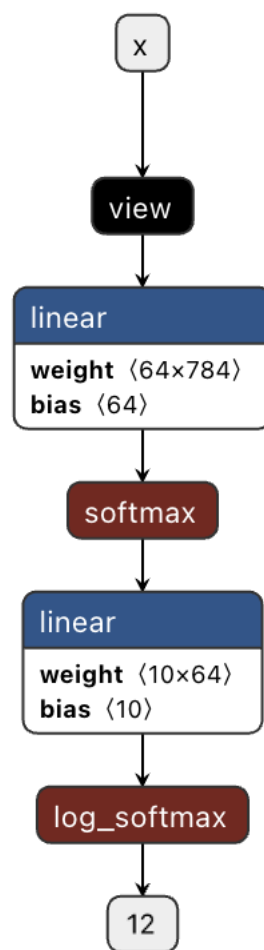 x
view
linear
weight ⟨64×784⟩
bias ⟨64⟩
softmax
linear
weight ⟨10×64⟩
bias ⟨10⟩
log_softmax
12